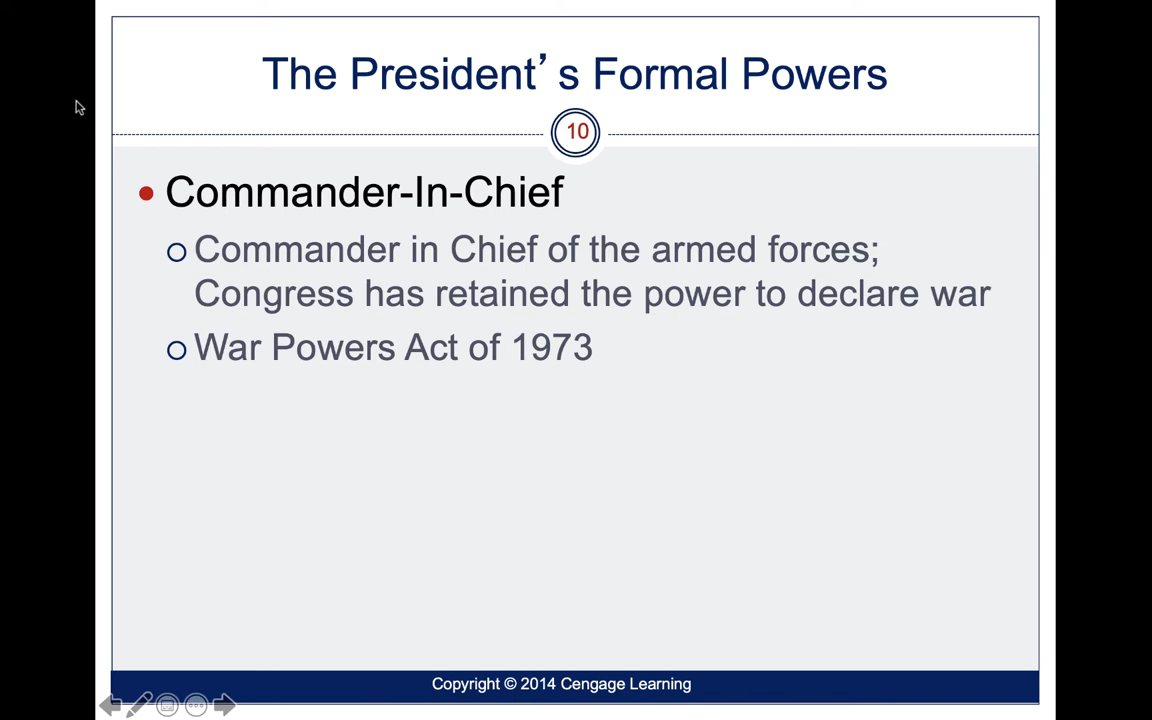 The President’s Formal Powers
10
Commander-In-Chief
Commander in Chief of the armed forces;
Congress has retained the power to declare war
War Powers Act of 1973
Copyright © 2014 Cengage Learning